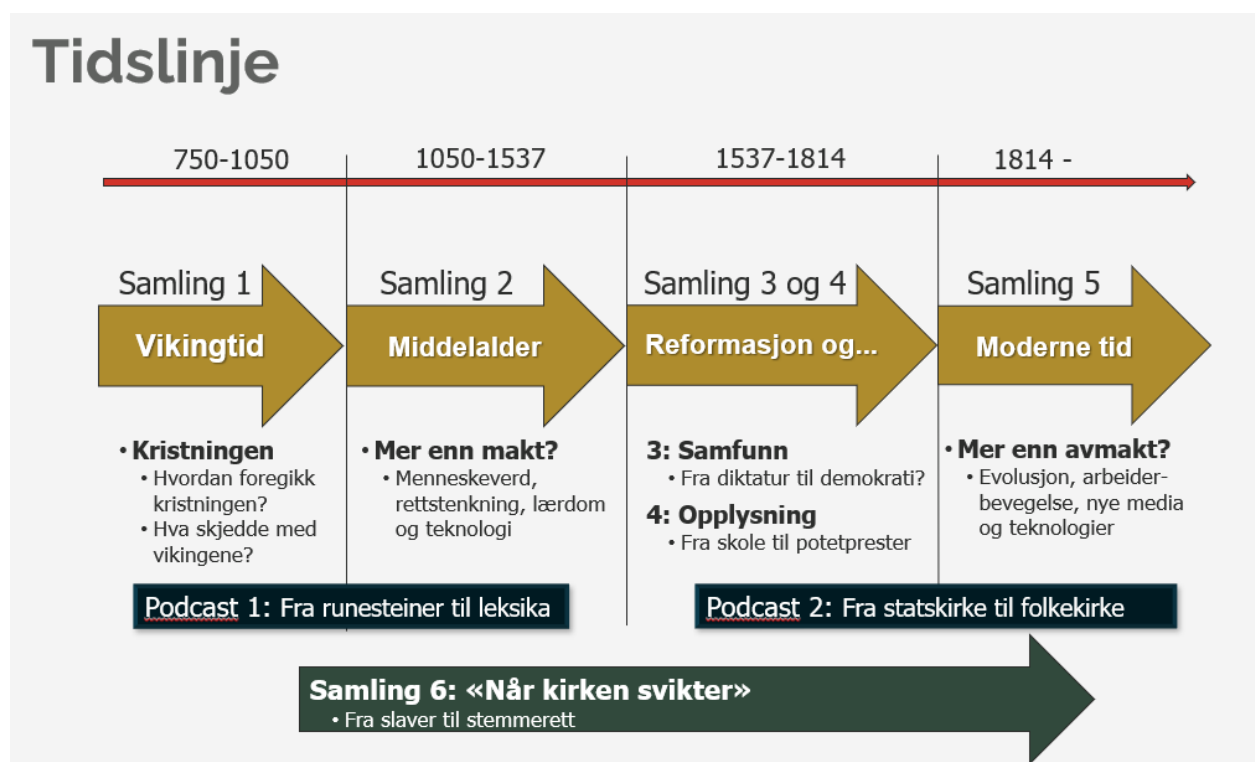 Tidslinje
750-1050
1050-1537
1537-1814
1814 -
Samling 1
Samling 2
Samling 3 og 4
Samling 5
Vikingtid
Middelalder
Reformasjon og...
Moderne tid
• Kristningen
• Hvordan foregikk
kristningen?
• Hva skjedde med
vikingene?
• Mer enn makt?
• Menneskeverd,
rettstenkning, lærdom
og teknologi
3: Samfunn
• Fra diktatur til demokrati?
4: Opplysning
• Fra skole til potetprester
• Mer enn avmakt?
• Evolusjon, arbeider-
bevegelse, nye media
og teknologier
Podcast 1: Fra runesteiner til leksika
Podcast 2: Fra statskirke til folkekirke
Samling 6: «Når kirken svikter»
• Fra slaver til stemmerett